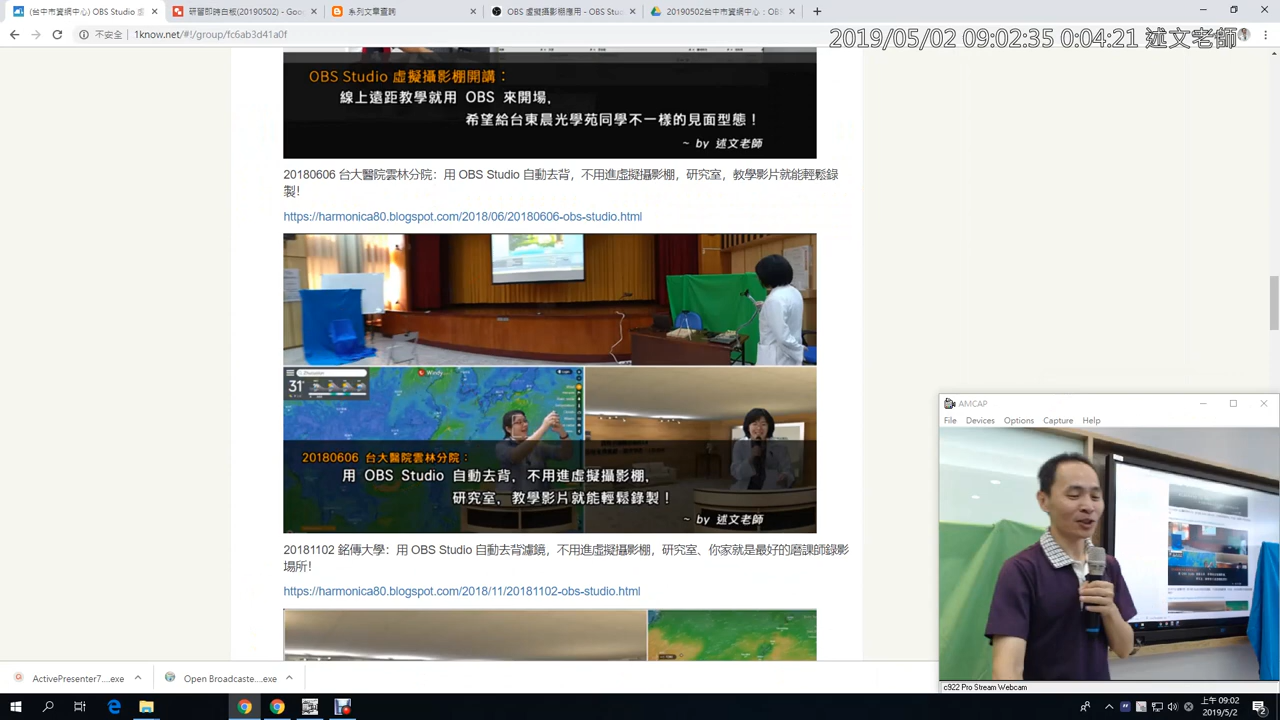 (台中市資網中心) OBS Studio 虛
研習即時白板(20190502) - Goo
系列文章查詢
OBS 虛擬攝影棚應用 - OBS Stu
20190502台中市資網中心：OBS
不安全
1know.net/#!/group/fc6ab3d41a0f
2019/05/02 09:02:35 0:04:21 述文老師
OBS Studio 虛擬攝影棚開講：
線上遠距教學就用 OBS 來開場，
希望給台東晨光學苑同學不一樣的見面型態！
~ by 述文老師
20180606 台大醫院雲林分院：用 OBS Studio 自動去背，不用進虛擬攝影棚，研究室，教學影片就能輕鬆錄
製！
https://harmonica80.blogspot.com/2018/06/20180606-obs-studio.html
31°
Windy
20180606 台大醫院雲林分院：
用 OBS Studio 自動去背，不用進虛擬攝影棚，
研究室，教學影片就能輕鬆錄製！
~ by 述文老師
20181102 銘傳大學：用 OBS Studio 自動去背濾鏡，不用進虛擬攝影棚，研究室、你家就是最好的磨課師錄影
場所！
https://harmonica80.blogspot.com/2018/11/20181102-obs-studio.html
AMCAP
File Devices Options Capture Help
c922 Pro Stream Webcam
ActivePresenter7....exe
Open Broadcaste....exe
上午 09:02
2019/5/2